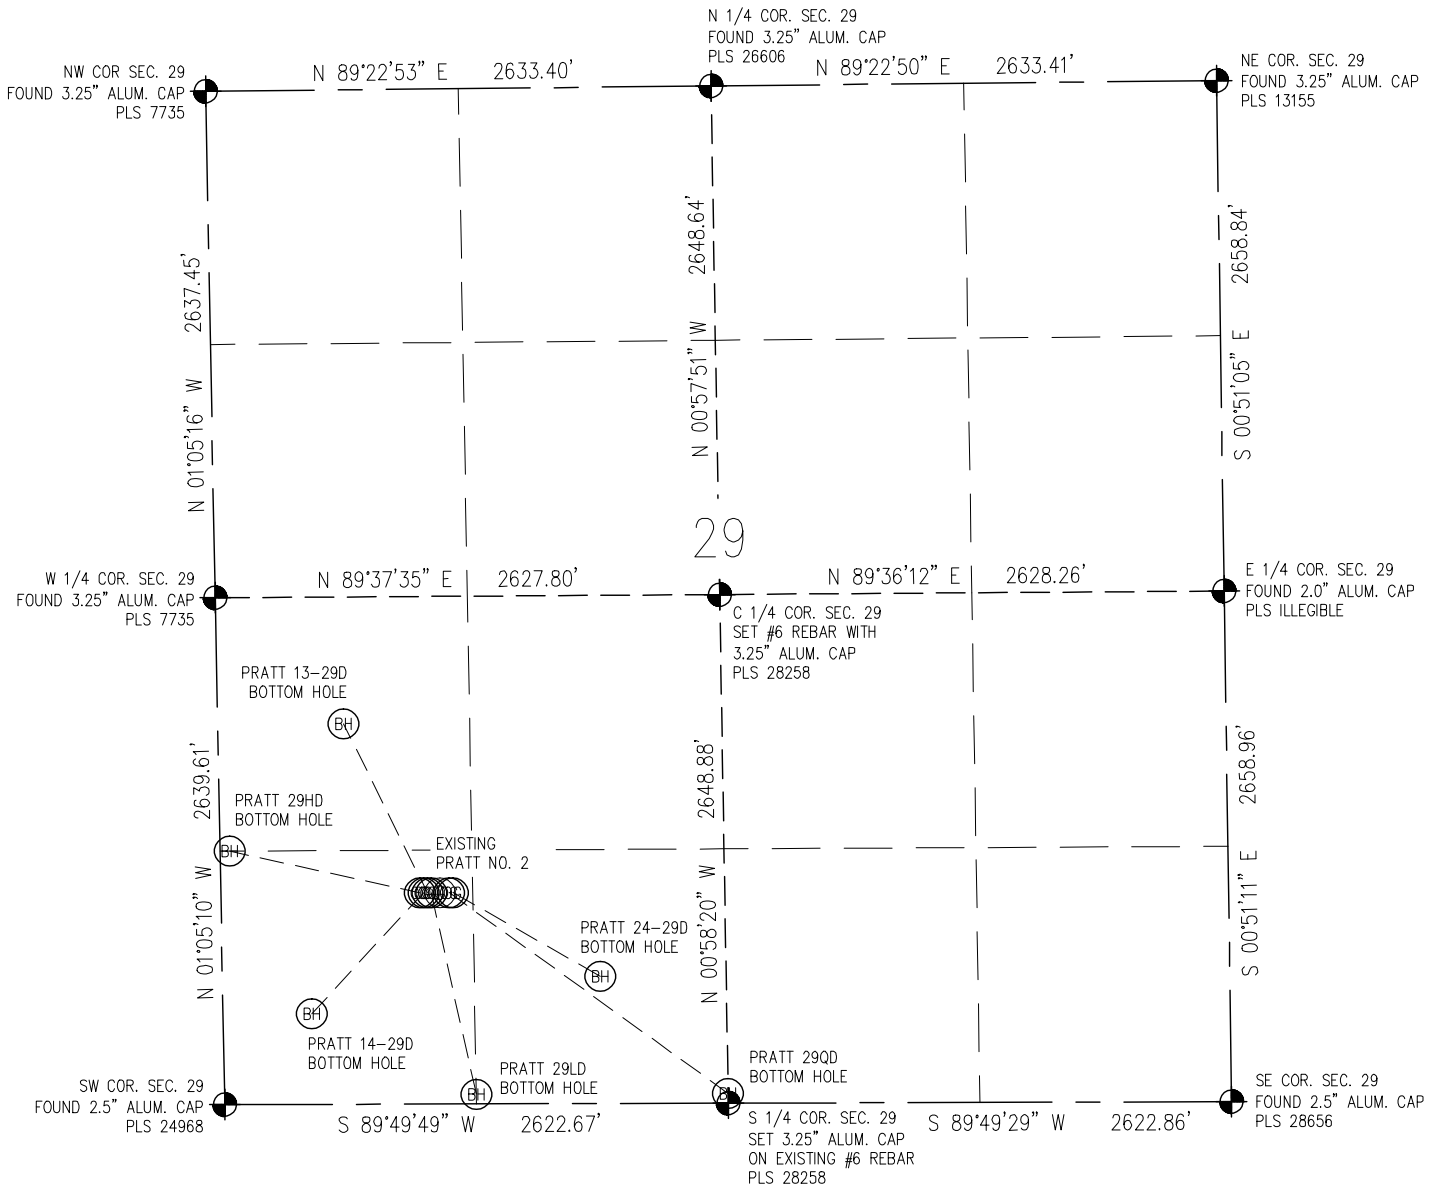 N 1/4 COR. SEC. 29
FOUND 3.25" ALUM. CAP
PLS 26606
NW COR SEC. 29
FOUND 3.25" ALUM. CAP
PLS 7735
N 89°22'53" E 2633.40'
N 89°22'50" E 2633.41'
NE COR. SEC. 29
FOUND 3.25" ALUM. CAP
PLS 13155
N 01°05'16" W 2637.45'
N 00°57'51" W 2648.64'
S 00°51'05" E 2658.84'
29
W 1/4 COR. SEC. 29
FOUND 3.25" ALUM. CAP
PLS 7735
N 89°37'35" E 2627.80'
N 89°36'12" E 2628.26'
E 1/4 COR. SEC. 29
FOUND 2.0" ALUM. CAP
PLS ILLEGIBLE
C 1/4 COR. SEC. 29
SET #6 REBAR WITH
3.25" ALUM. CAP
PLS 28258
PRATT 13-29D
BOTTOM HOLE
BH
N 01°05'10" W 2639.61'
N 00°58'20" W 2648.88'
S 00°51'11" E 2658.96'
PRATT 29HD
BOTTOM HOLE
BH
EXISTING
PRATT NO. 2
PRATT 24-29D
BOTTOM HOLE
BH
BH
PRATT 14-29D
BOTTOM HOLE
PRATT 29LD
BOTTOM HOLE
BH
PRATT 29QD
BOTTOM HOLE
BH
SW COR. SEC. 29
FOUND 2.5" ALUM. CAP
PLS 24968
S 89°49'49" W 2622.67'
S 1/4 COR. SEC. 29
SET 3.25" ALUM. CAP
ON EXISTING #6 REBAR
PLS 28258
S 89°49'29" W 2622.86'
SE COR. SEC. 29
FOUND 2.5" ALUM. CAP
PLS 28656